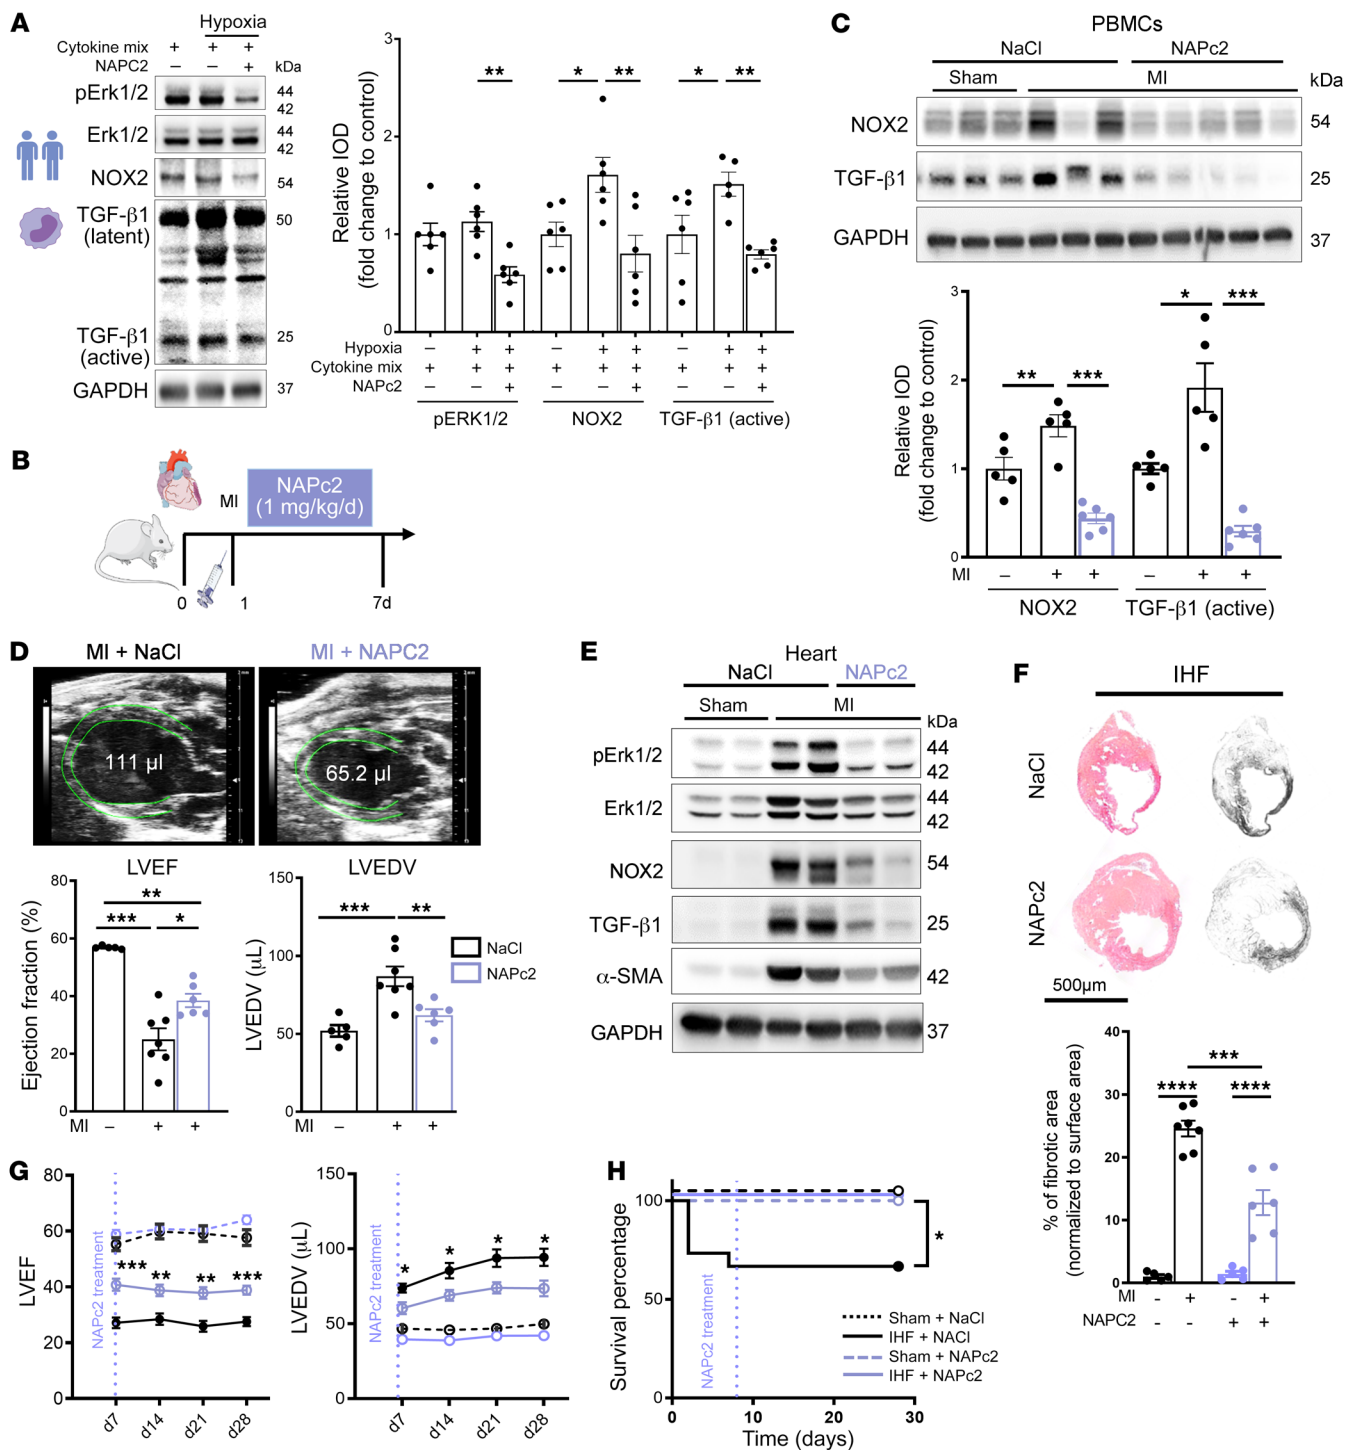 A
Hypoxia
Cytokine mix + + +
NAPC2 – – + kDa
pErk1/2 44
42
Erk1/2 44
42
NOX2 54
TGF-β1 50
(latent)
TGF-β1 25
(active)
GAPDH 37
Relative IOD
(fold change to control)
3
2
1
0
** * ** * **
Hypoxia – + + – + + – + +
Cytokine mix + + + + + + + + +
NAPc2 – – + – – + – – +
pERK1/2 NOX2 TGF-β1 (active)
B
MI
NAPc2
(1 mg/kg/d)
0 1 7d
C
PBMCs
NaCl NAPc2
Sham MI kDa
NOX2 54
TGF-β1 25
GAPDH 37
Relative IOD
(fold change to control)
3
2
1
0
** *** * ***
MI – + + – + +
NOX2 TGF-β1 (active)
D
MI + NaCl MI + NAPC2
111 µl 65.2 µl
LVEF
Ejection fraction (%)
80
60
40
20
0
**
*** *
MI – + +
LVEDV
LVEDV (µL)
150
100
50
0
*** **
NaCl
NAPc2
MI – + +
E
Heart
NaCl NAPc2
Sham MI
kDa
pErk1/2 44
42
Erk1/2 44
42
NOX2 54
TGF-β1 25
α-SMA 42
GAPDH 37
F
IHF
NaCl
NAPc2
500µm
% of fibrotic area
(normalized to surface area)
40
30
20
10
0
***
**** ****
MI - + - +
NAPC2 + +
G
LVEF
80
60
40
20
0
NAPc2 treatment
*** ** ** ***
d7 d14 d21 d28
LVEDV (µL)
150
100
50
0
NAPc2 treatment
* * * *
d7 d14 d21 d28
H
Survival percentage
100
50
0
NAPc2 treatment
*
Sham + NaCl
IHF + NACl
Sham + NAPc2
IHF + NAPc2
0 10 20 30
Time (days)